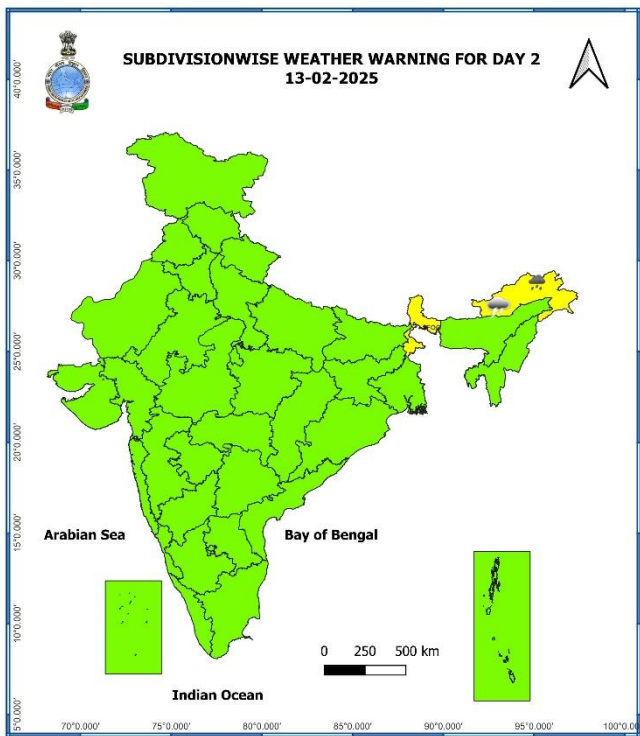 SUBDIVISIONWISE WEATHER WARNING FOR DAY 2
13-02-2025
40°0.000'
35°0.000'
30°0.000'
25°0.000'
20°0.000'
15°0.000'
10°0.000'
5°0.000'
FOG
Arabian Sea
Bay of Bengal
0 250 500 km
Indian Ocean
70°0.000' 75°0.000' 80°0.000' 85°0.000' 90°0.000' 95°0.000' 100°0.00